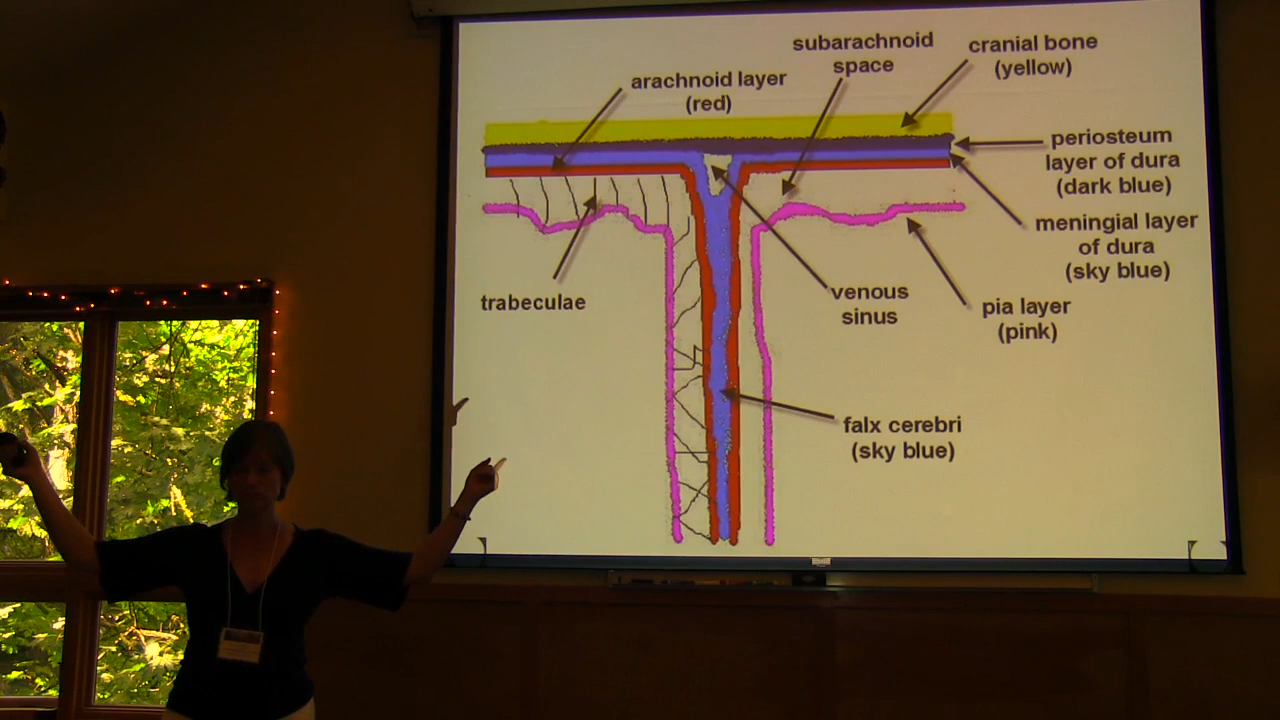 subarachnoid
space
cranial bone
(yellow)
arachnoid layer
(red)
periosteum
layer of dura
(dark blue)
meningial layer
of dura
(sky blue)
trabeculae
venous
sinus
pia layer
(pink)
falx cerebri
(sky blue)